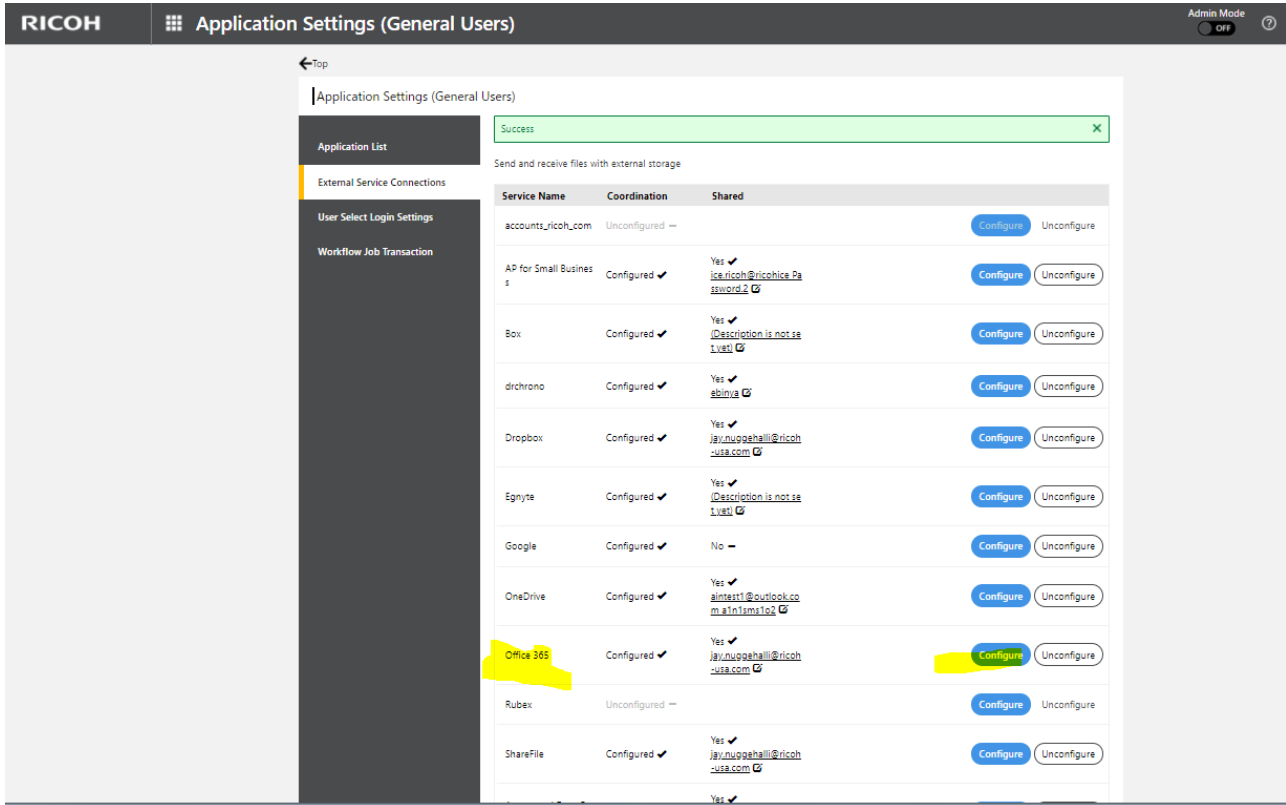 RICOH
Application Settings (General Users)
Admin Mode
OFF
Top
Application Settings (General Users)
Application List
External Service Connections
User Select Login Settings
Workflow Job Transaction
Success
Send and receive files with external storage
Service Name Coordination Shared
accounts_ricoh_com Unconfigured Configure Unconfigure
AP for Small Busines
s
Configured
Yes
ice.ricoh@ricohice Pa
ssword.2
Configure Unconfigure
Box Configured
Yes
(Description is not se
t yet)
Configure Unconfigure
drchrono Configured
Yes
ebinya
Configure Unconfigure
Dropbox Configured
Yes
jay.nuggehalli@ricoh
-usa.com
Configure Unconfigure
Egnyte Configured
Yes
(Description is not se
t yet)
Configure Unconfigure
Google Configured No Configure Unconfigure
OneDrive Configured
Yes
aintest1@outlook.co
m a1n1sms1o2
Configure Unconfigure
Office 365 Configured
Yes
jay.nuggehalli@ricoh
-usa.com
Configure Unconfigure
Rubex Unconfigured Configure Unconfigure
ShareFile Configured
Yes
jay.nuggehalli@ricoh
-usa.com
Configure Unconfigure
Yes